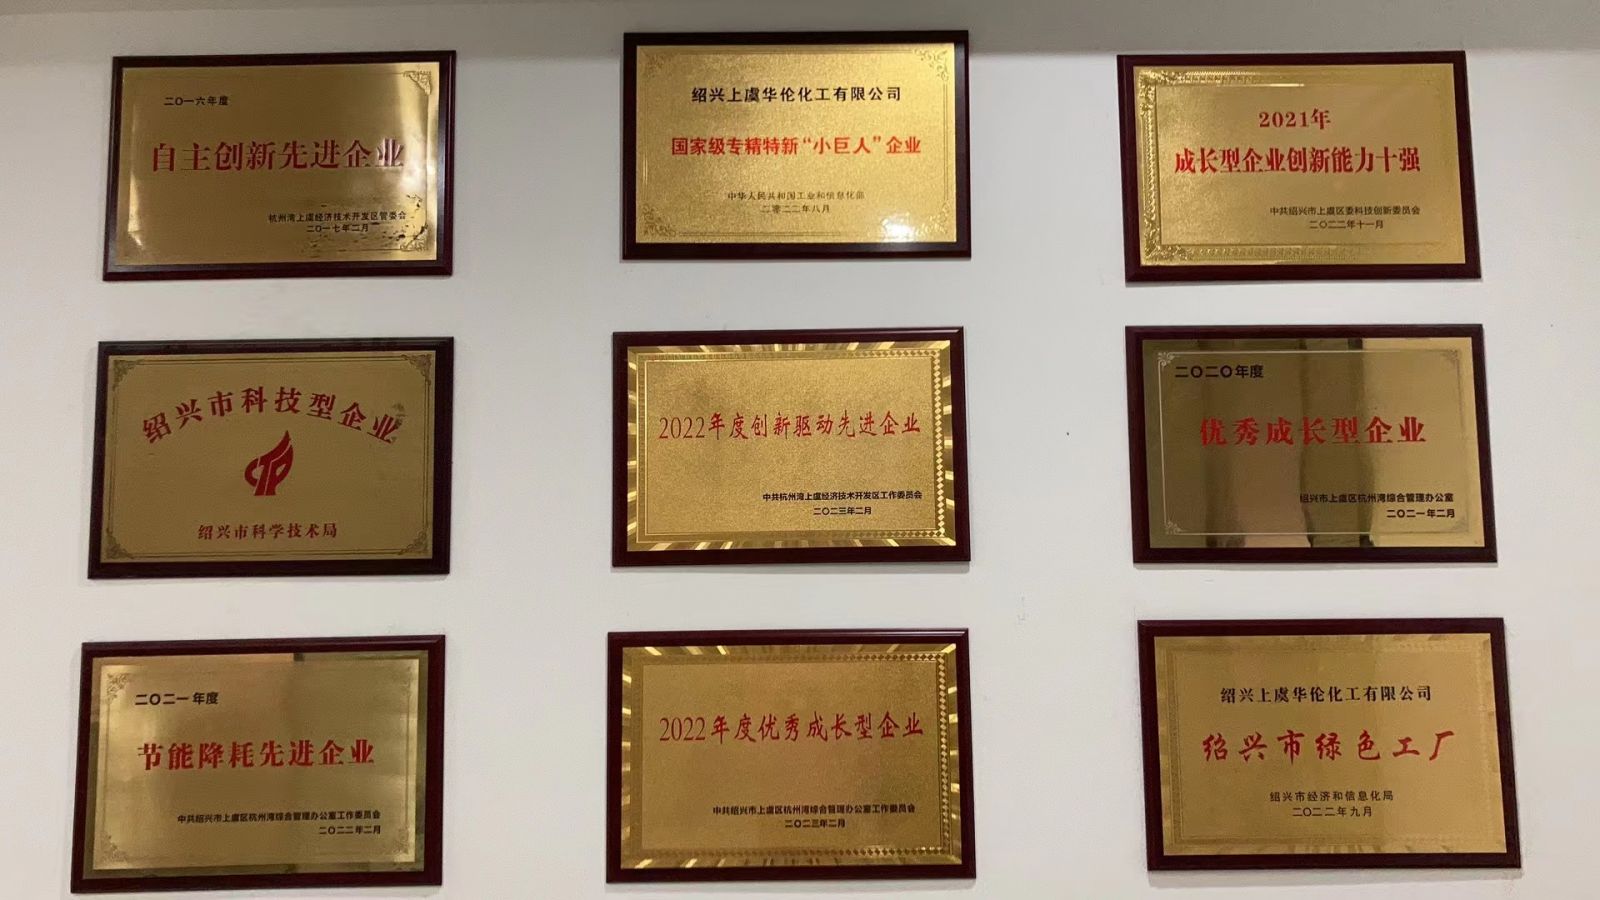 二〇一六年度
自主创新先进企业
杭州湾上虞经济技术开发区管委会
二〇一七年二月
绍兴上虞华伦化工有限公司
国家级专精特新“小巨人”企业
中华人民共和国工业和信息化部
二零二二年八月
2021年
成长型企业创新能力十强
中共绍兴市上虞区委科技创新委员会
二〇二二年十一月
绍兴市科技型企业
绍兴市科学技术局
2022年度创新驱动先进企业
中共杭州湾上虞经济技术开发区工作委员会
二〇二三年二月
二〇二〇年度
优秀成长型企业
绍兴市上虞区杭州湾综合管理办公室
二〇二一年二月
二〇二一年度
节能降耗先进企业
中共绍兴市上虞区杭州湾综合管理办公室工作委员会
二〇二二年二月
2022年度优秀成长型企业
中共绍兴市上虞区杭州湾综合管理办公室工作委员会
二〇二三年二月
绍兴上虞华伦化工有限公司
绍兴市绿色工厂
绍兴市经济和信息化局
二〇二二年九月